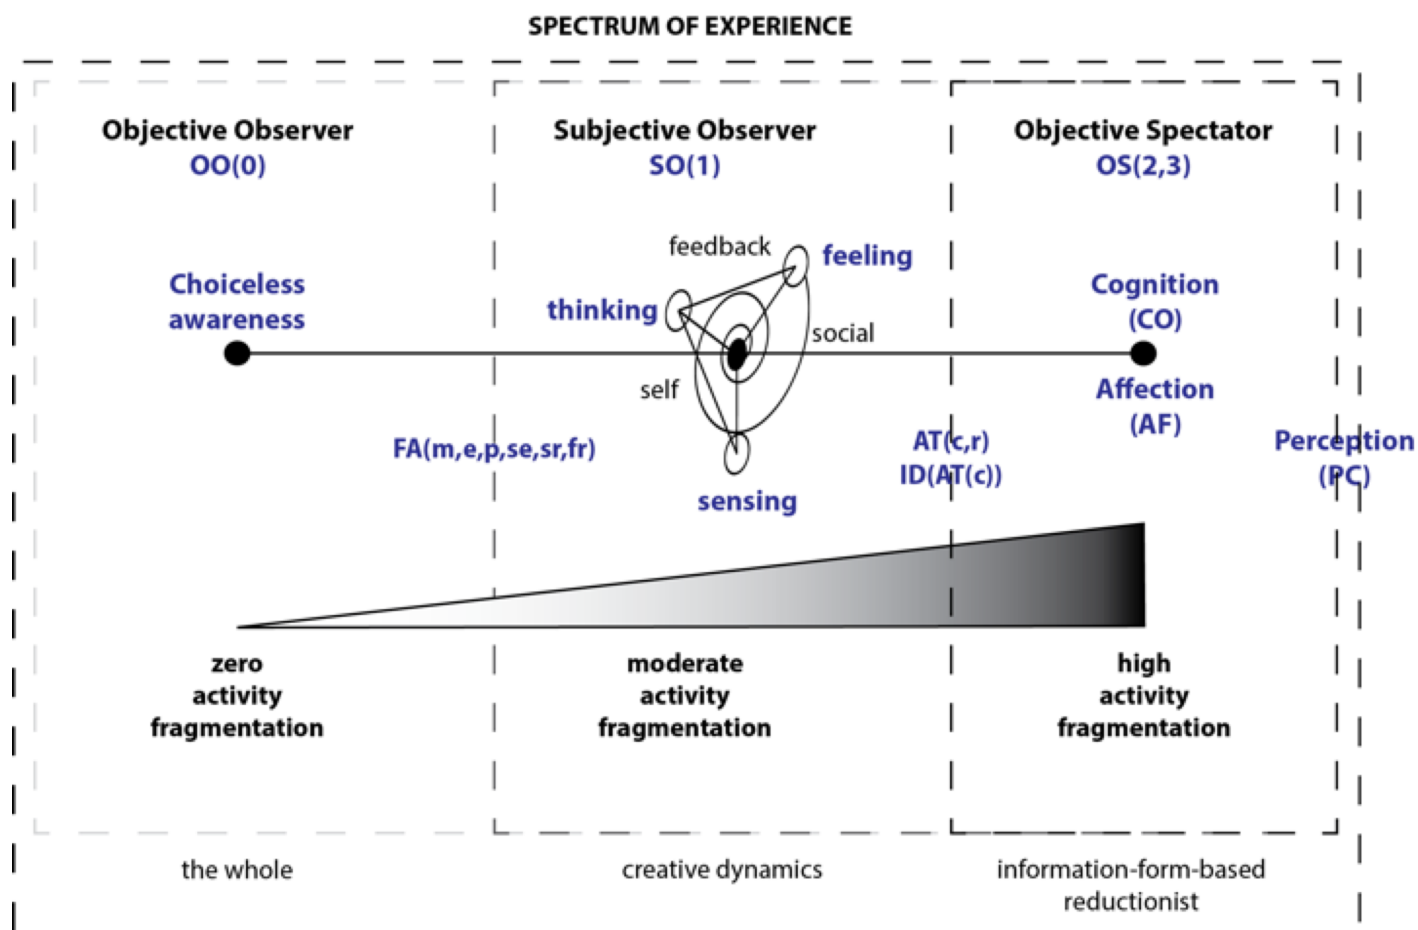 SPECTRUM OF EXPERIENCE
Objective Observer
OO(0)
Subjective Observer
SO(1)
Objective Spectator
OS(2,3)
Choiceless
awareness
feedback
feeling
thinking
social
self
sensing
FA(m,e,p,se,sr,fr)
AT(c,r)
ID(AT(c))
Cognition
(CO)
Affection
(AF)
Perception
(PC)
zero
activity
fragmentation
moderate
activity
fragmentation
high
activity
fragmentation
the whole
creative dynamics
information-form-based
reductionist